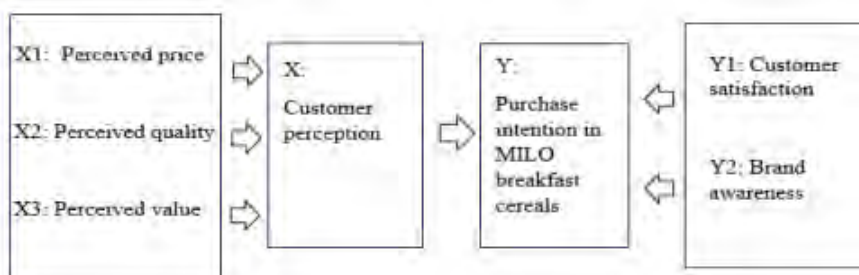 X1: Perceived price
X2: Perceived quality
X3: Perceived value
X:
Customer
perception
Y:
Purchase
intention in
MILO
breakfast
cereals
Y1: Customer
satisfaction
Y2: Brand
awareness